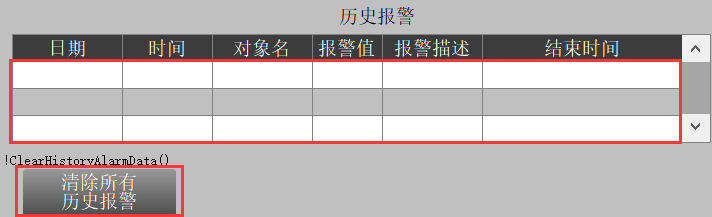 历史报警
日期 时间 对象名 报警值 报警描述 结束时间
!ClearHistoryAlarmData()
清除所有
历史报警